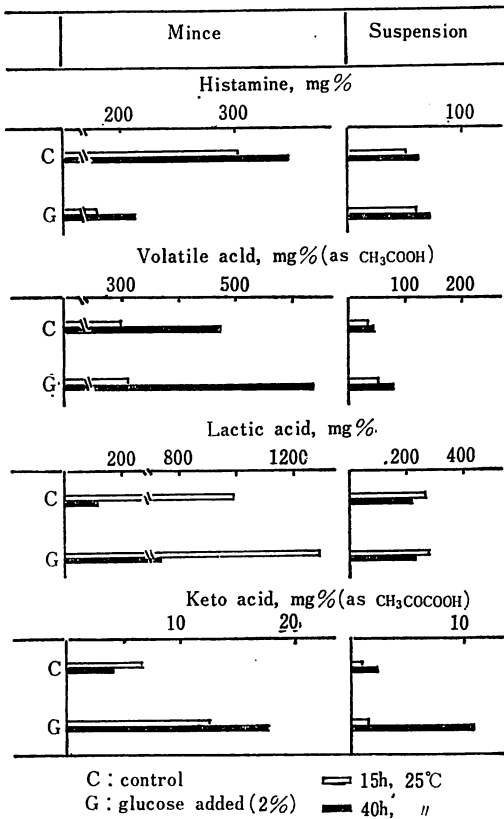 Mince Suspension
Histamine, mg%
200 300 100
C
G
Volatile acid, mg% (as CH₃COOH)
300 500 100 200
C
G
Lactic acid, mg%
200 800 1200 200 400
C
G
Keto acid, mg% (as CH₃COCOOH)
10 20 10
C
G
C : control 15h, 25℃
G : glucose added (2%) 40h, 〃